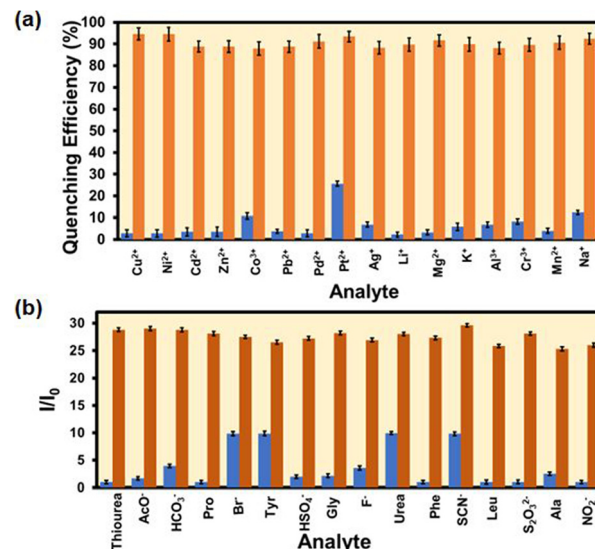 (a)
Quenching Efficiency (%)
100
90
80
70
60
50
40
30
20
10
0
Cu²⁺ Ni²⁺ Cd²⁺ Zn²⁺ Co³⁺ Pb²⁺ Pd²⁺ Pt²⁺ Ag⁺ Li⁺ Mg²⁺ K⁺ Al³⁺ Cr³⁺ Mn²⁺ Na⁺
Analyte
(b)
I/I₀
30
25
20
15
10
5
0
Thiourea AcO⁻ HCO₃⁻ Pro Br⁻ Tyr HSO₄⁻ Gly F⁻ Urea Phe SCN⁻ Leu S₂O₃²⁻ Ala NO₂⁻
Analyte